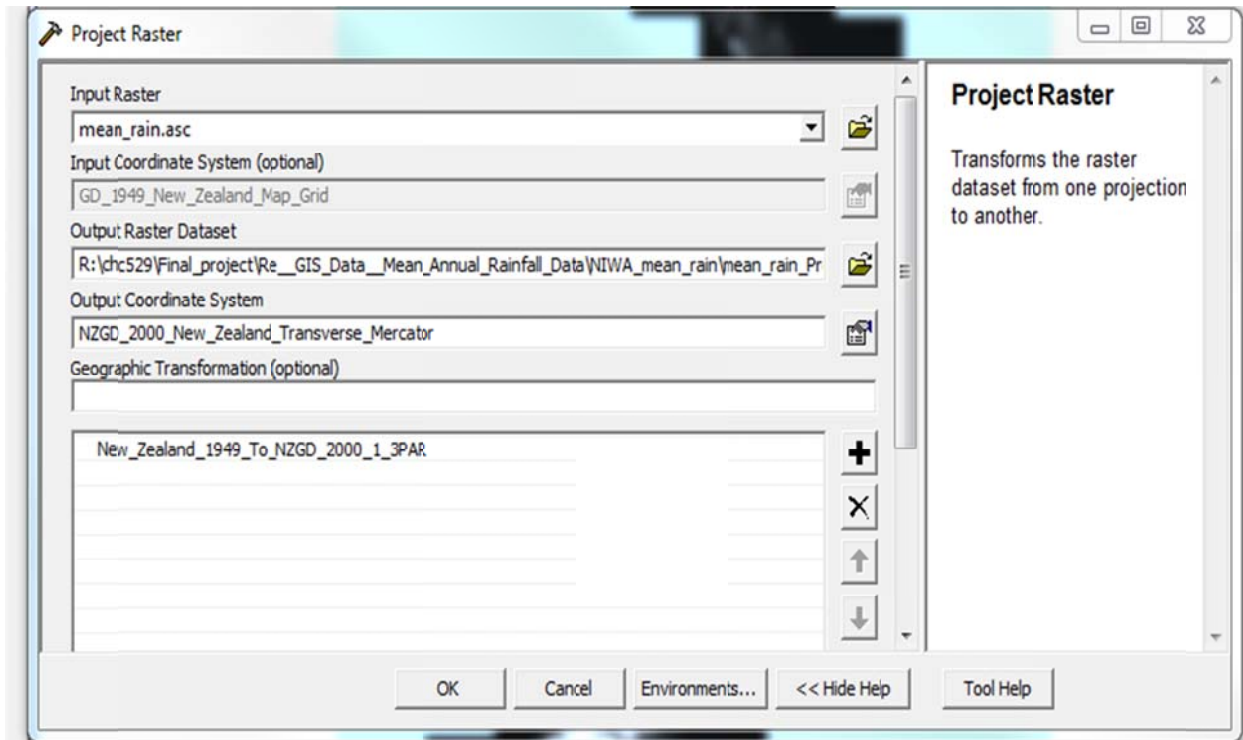 Project Raster
Input Raster
mean_rain.asc
Input Coordinate System (optional)
GD_1949_New_Zealand_Map_Grid
Output Raster Dataset
R:\chc529\Final_project\Re__GIS_Data__Mean_Annual_Rainfall_Data\NIWA_mean_rain\mean_rain_Pr
Output Coordinate System
NZGD_2000_New_Zealand_Transverse_Mercator
Geographic Transformation (optional)
New_Zealand_1949_To_NZGD_2000_1_3PAR
OK
Cancel
Environments...
<< Hide Help
Project Raster
Transforms the raster
dataset from one projection
to another.
Tool Help